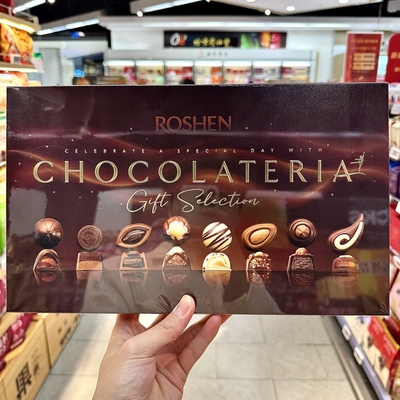 ROSHEN
CELEBRATE A SPECIAL DAY WITH
CHOCOLATERIA
Gift Selection